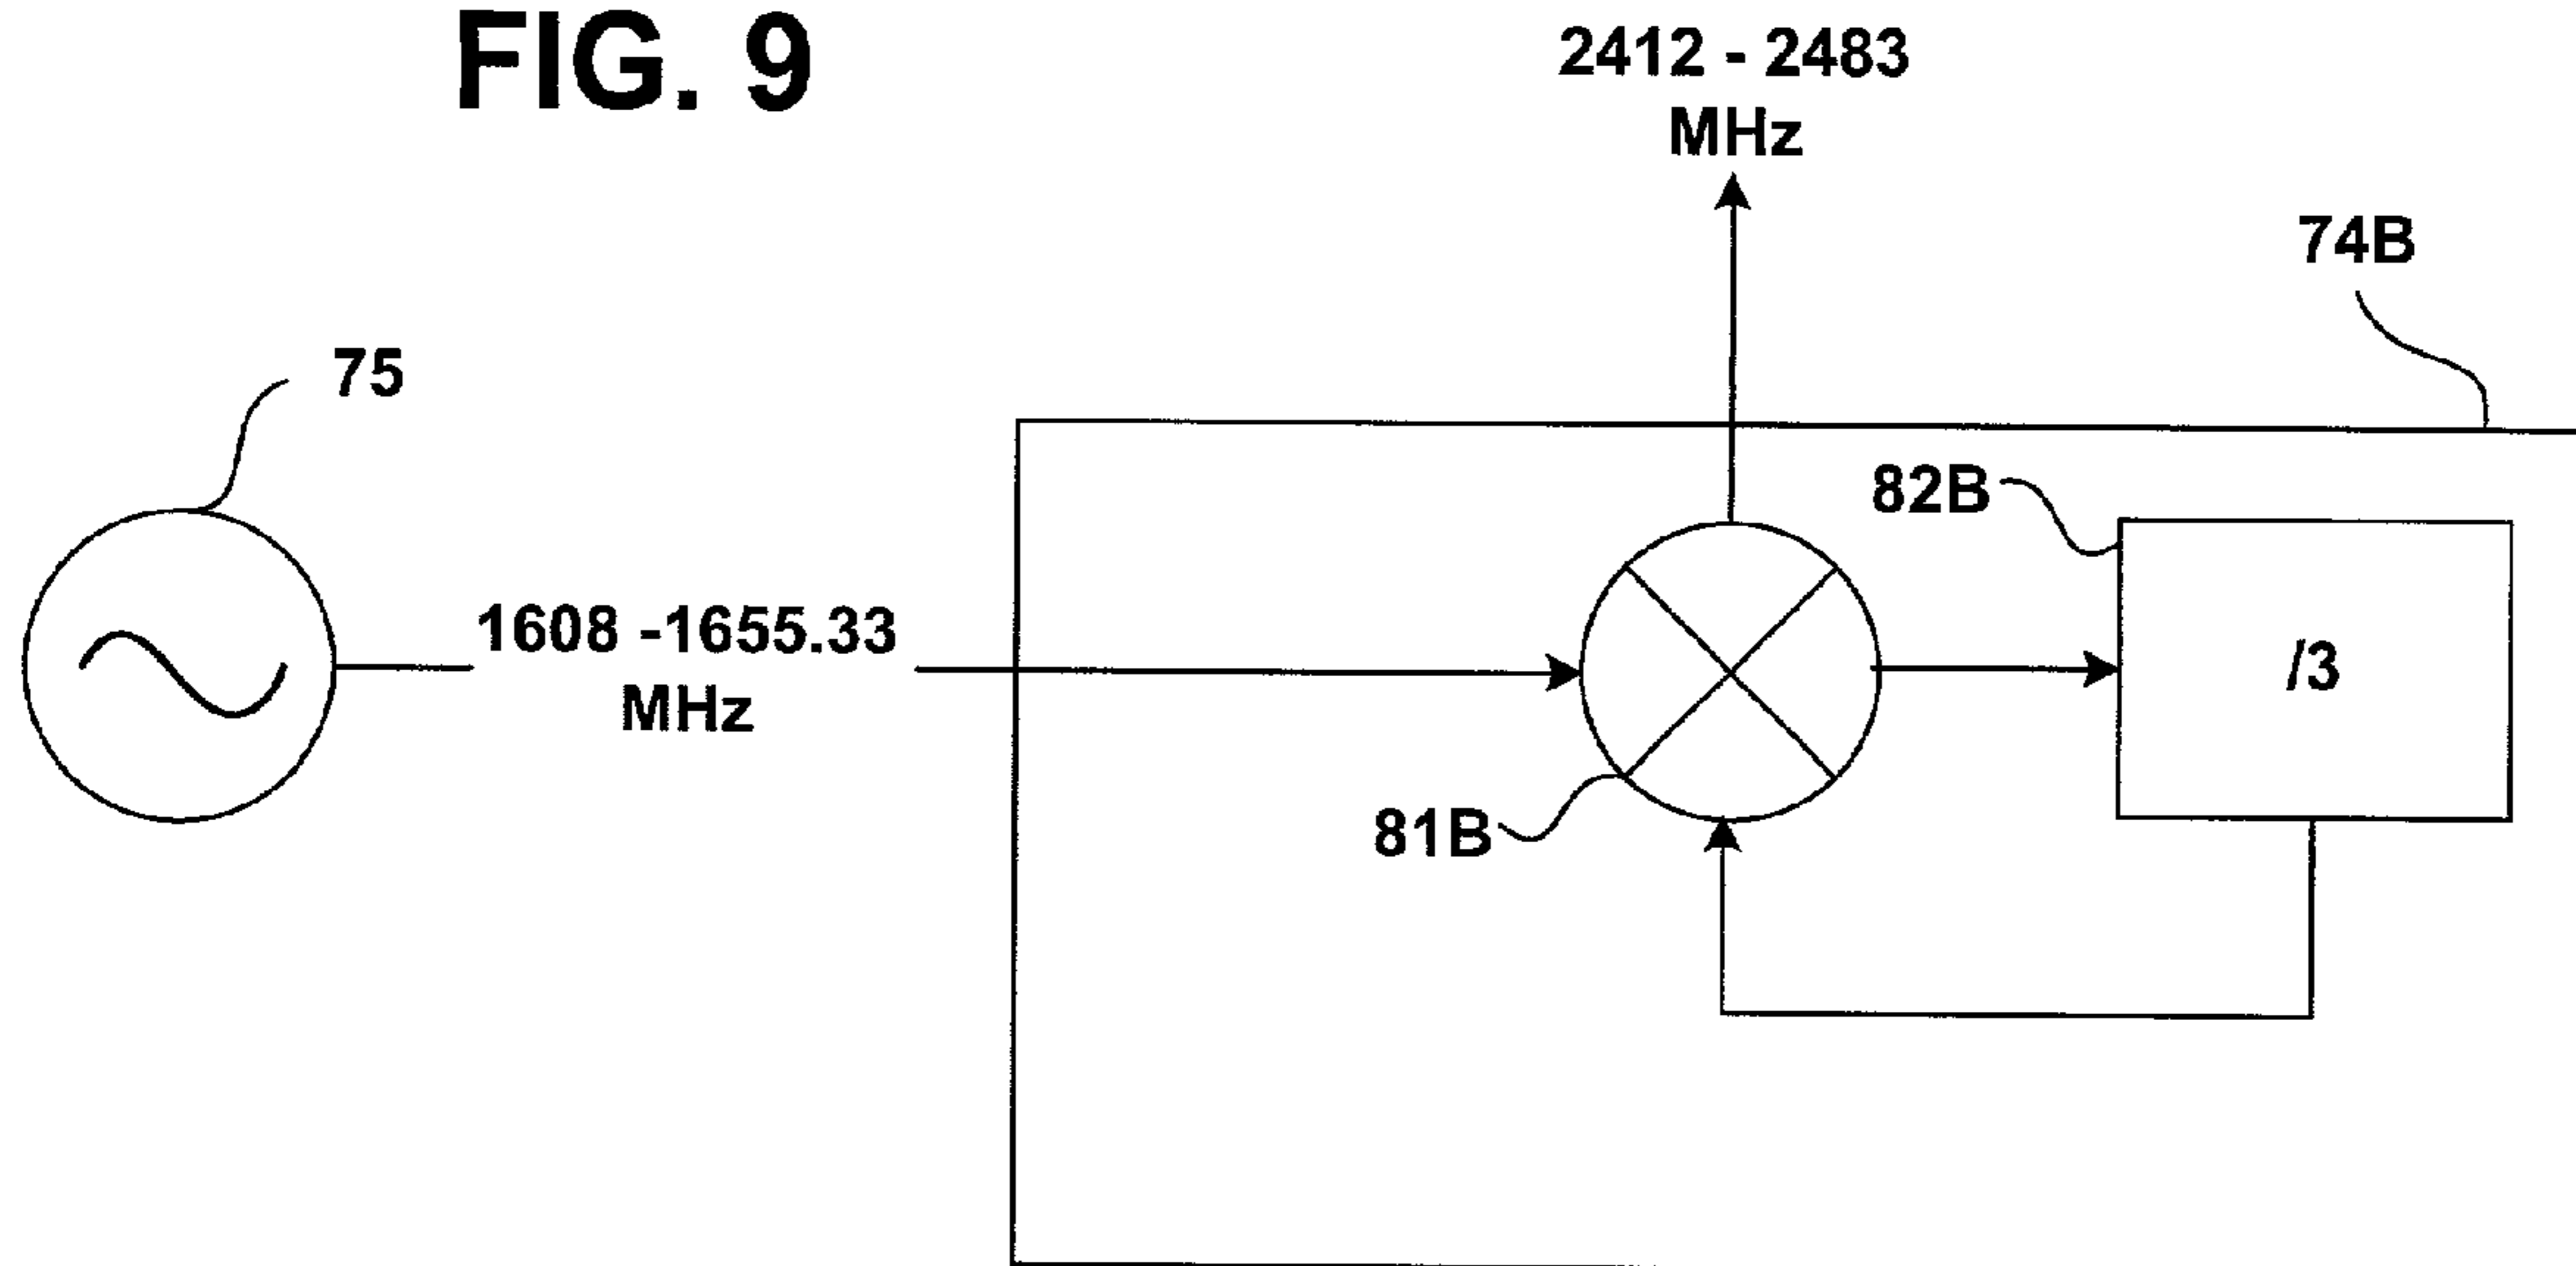 FIG. 9
2412 - 2483
MHz
74B
75
82B
1608 -1655.33
MHz
/3
81B